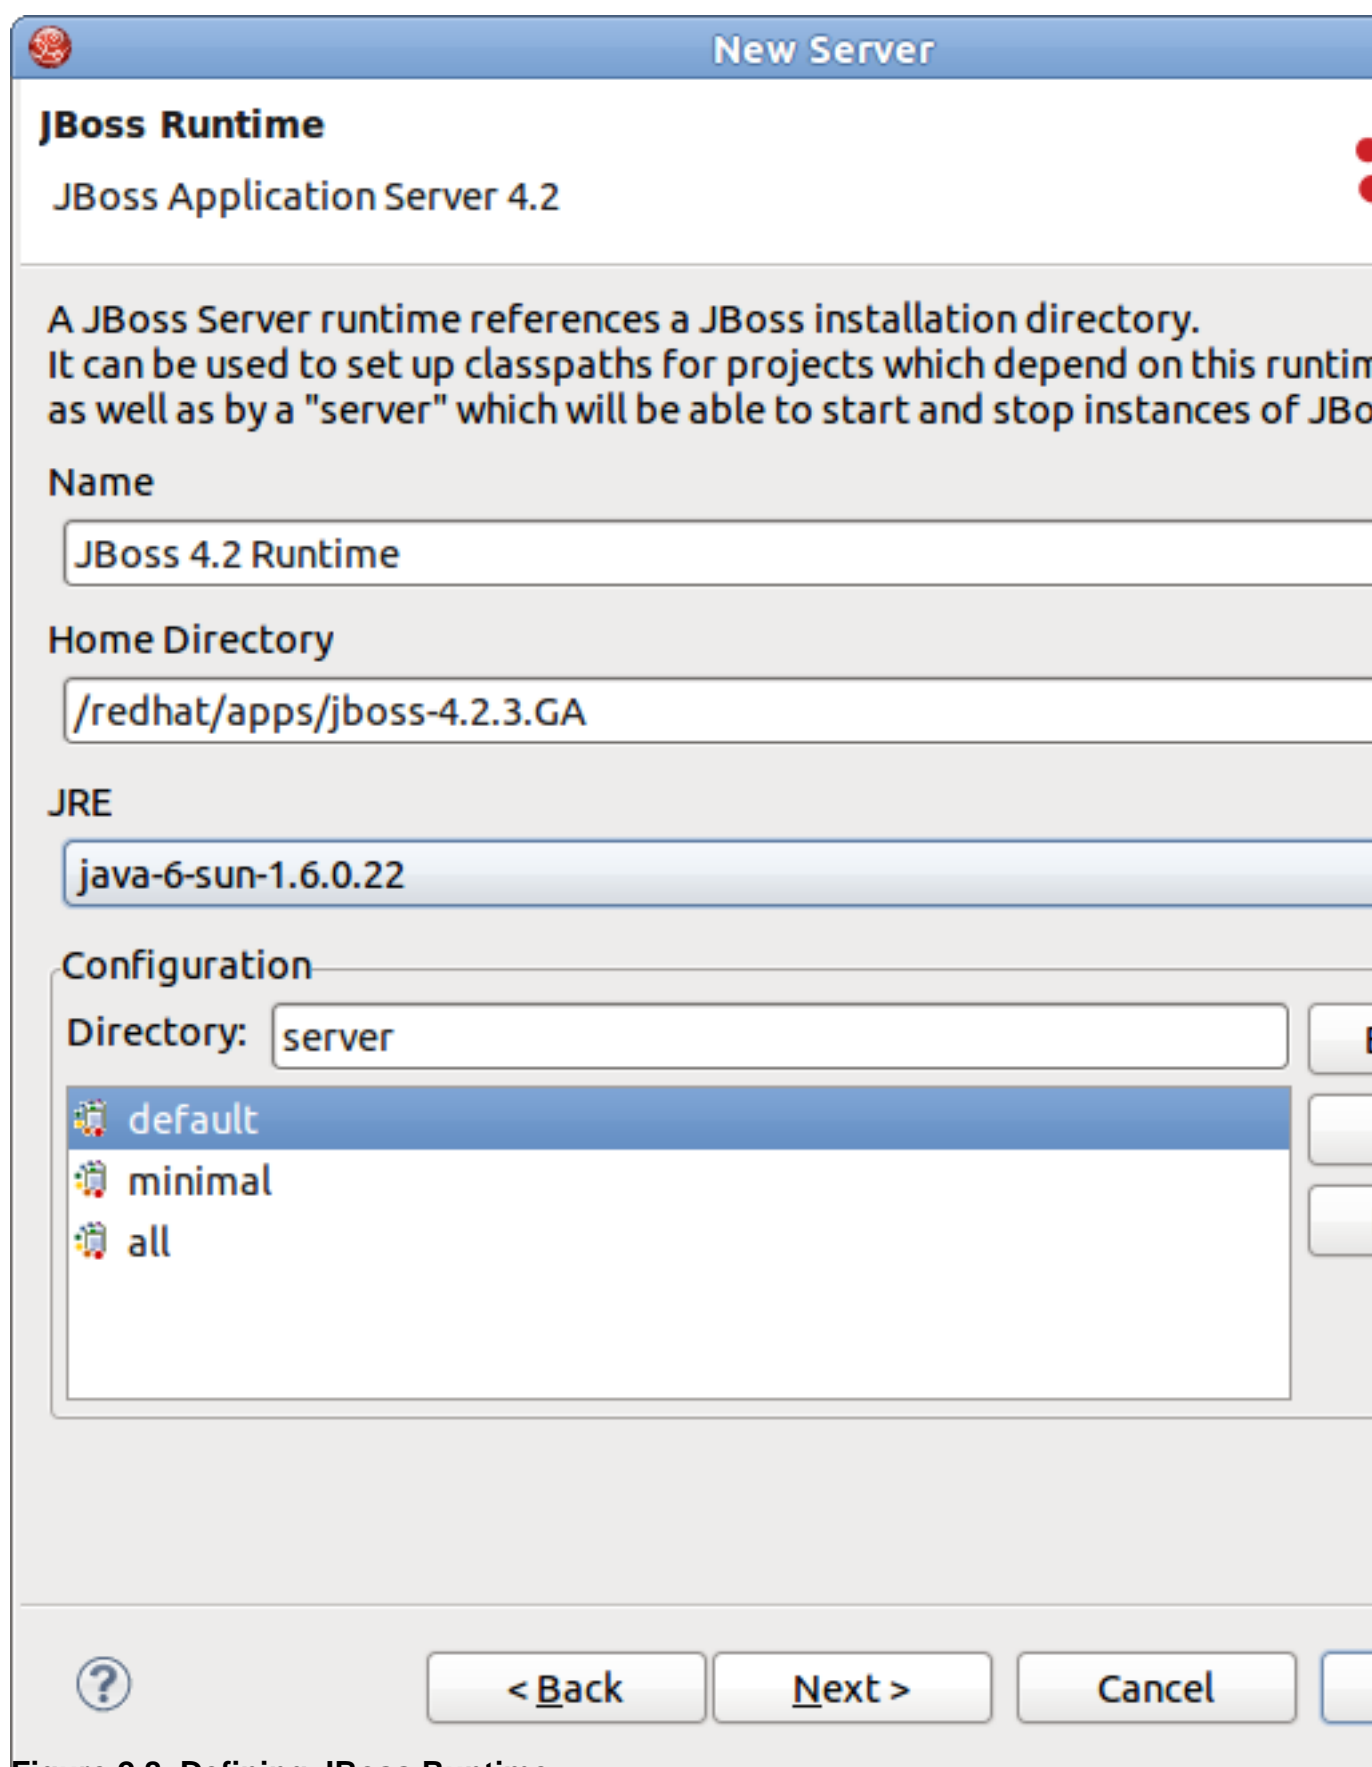 New Server
JBoss Runtime
JBoss Application Server 4.2
A JBoss Server runtime references a JBoss installation directory.
It can be used to set up classpaths for projects which depend on this
as well as by a "server" which will be able to start and stop instances of
Name
JBoss 4.2 Runtime
Home Directory
/redhat/apps/jboss-4.2.3.GA
JRE
java-6-sun-1.6.0.22
Configuration
Directory: server
default
minimal
all
< Back Next > Cancel
Defining JBoss Runtime